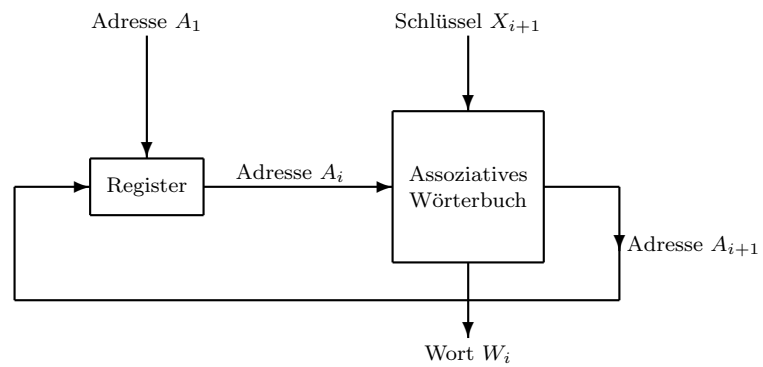 Adresse A₁
Schlüssel Xᵢ₊₁
Register
Adresse Aᵢ
Assoziatives
Wörterbuch
Adresse Aᵢ₊₁
Wort Wᵢ